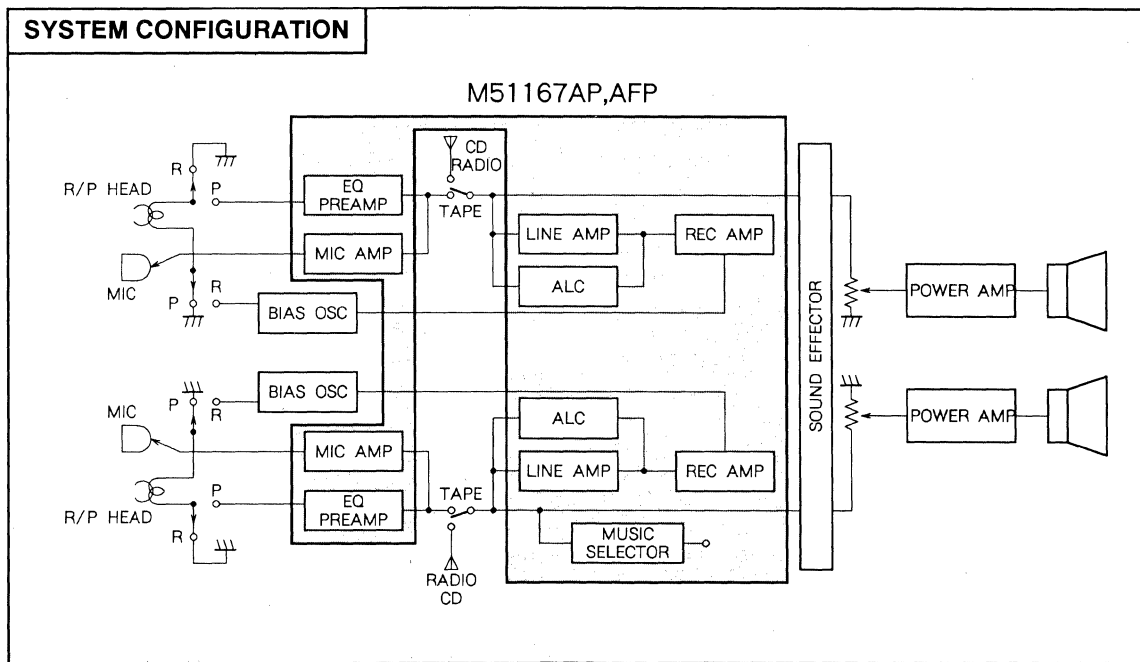 SYSTEM CONFIGURATION
M51167AP,AFP
CD
RADIO
R
P
R/P HEAD
EQ
PREAMP
TAPE
LINE AMP
REC AMP
MIC AMP
MIC
P
R
BIAS OSC
ALC
SOUND EFFECTOR
POWER AMP
P
R
BIAS OSC
MIC
ALC
POWER AMP
MIC AMP
LINE AMP
REC AMP
P
R/P HEAD
R
EQ
PREAMP
TAPE
MUSIC
SELECTOR
RADIO
CD